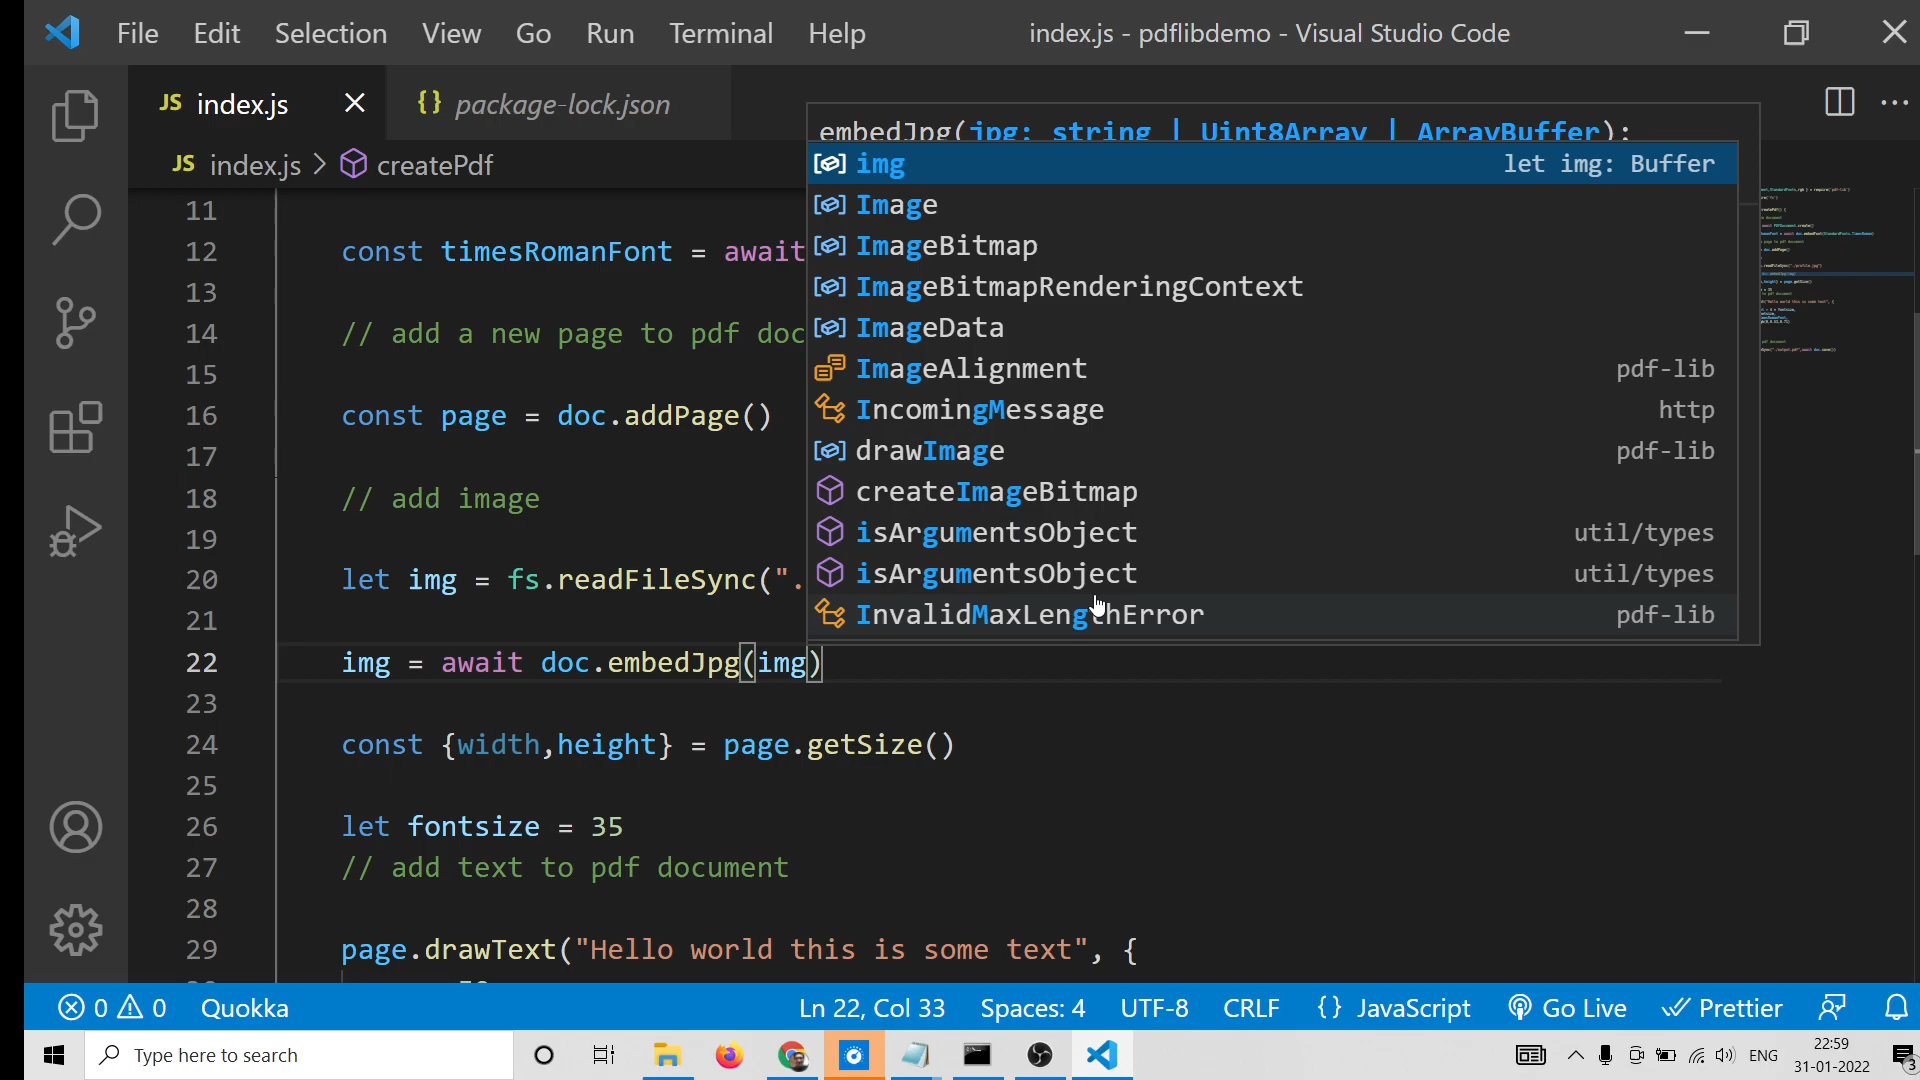 File Edit Selection View Go Run Terminal Help index.js - pdflibdemo - Visual Studio Code
JS index.js {} package-lock.json
JS index.js > createPdf
embedJpg(jpg: string | Uint8Array | ArrayBuffer):
img let img: Buffer
Image
ImageBitmap
ImageBitmapRenderingContext
ImageData
ImageAlignment pdf-lib
IncomingMessage http
drawImage pdf-lib
createImageBitmap
isArgumentsObject util/types
isArgumentsObject util/types
InvalidMaxLengthError pdf-lib
11
12 const timesRomanFont = await
13
14 // add a new page to pdf doc
15
16 const page = doc.addPage()
17
18 // add image
19
20 let img = fs.readFileSync(".
21
22 img = await doc.embedJpg(img)
23
24 const {width,height} = page.getSize()
25
26 let fontsize = 35
27 // add text to pdf document
28
29 page.drawText("Hello world this is some text", {
0 0 Quokka Ln 22, Col 33 Spaces: 4 UTF-8 CRLF {} JavaScript Go Live Prettier
Type here to search ENG 22:59
31-01-2022 3